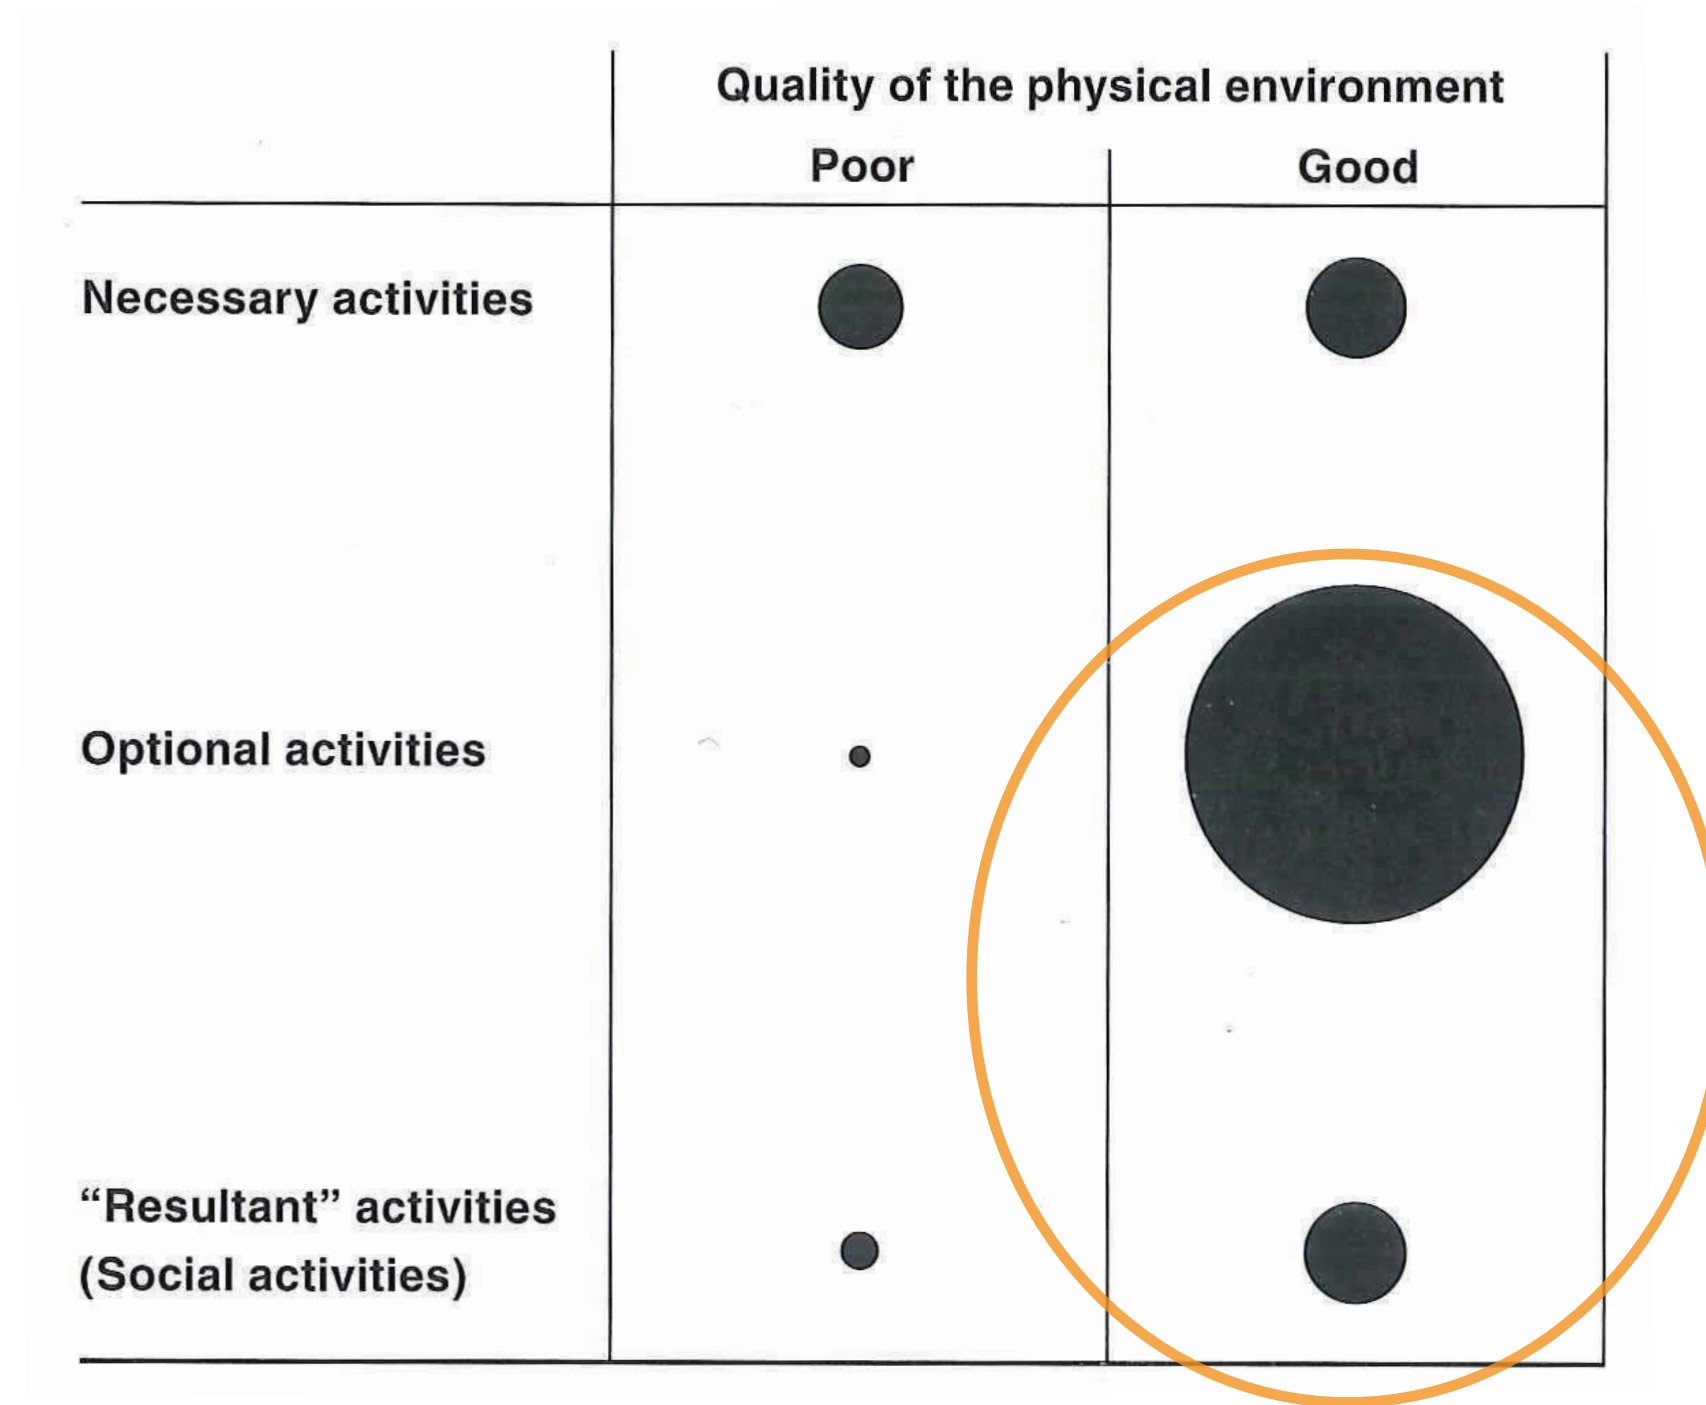 Quality of the physical environment
Poor Good
Necessary activities
Optional activities
“Resultant” activities
(Social activities)